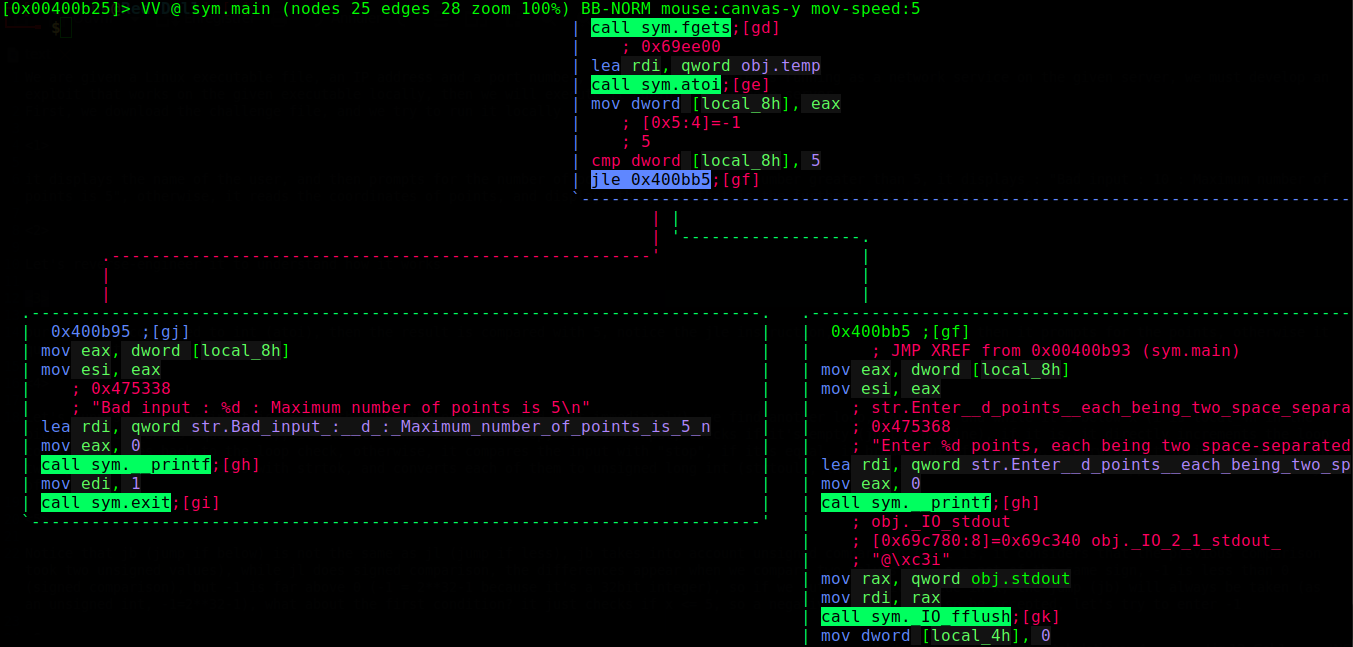 [0x00400b25]> VV @ sym.main (nodes 25 edges 28 zoom 100%) BB-NORM mouse:canvas-y mov-speed:5
call sym.fgets;[gd]
; 0x69ee00
lea rdi, qword obj.temp
call sym.atoi;[ge]
mov dword [local_8h], eax
; [0x5:4]=-1
; 5
cmp dword [local_8h], 5
jle 0x400bb5;[gf]
0x400b95 ;[gj]
mov eax, dword [local_8h]
mov esi, eax
; 0x475338
; "Bad input : %d : Maximum number of points is 5\n"
lea rdi, qword str.Bad_input_:__d_:_Maximum_number_of_points_is_5_n
mov eax, 0
call sym.__printf;[gh]
mov edi, 1
call sym.exit;[gi]
0x400bb5 ;[gf]
; JMP XREF from 0x00400b93 (sym.main)
mov eax, dword [local_8h]
mov esi, eax
; str.Enter__d_points__each_being_two_space_separa
; 0x475368
; "Enter %d points, each being two space-separated
lea rdi, qword str.Enter__d_points__each_being_two_sp
mov eax, 0
call sym.__printf;[gh]
; obj._IO_stdout
; [0x69c780:8]=0x69c340 obj._IO_2_1_stdout_
; "@\xc3i"
mov rax, qword obj.stdout
mov rdi, rax
call sym._IO_fflush;[gk]
mov dword [local_4h], 0